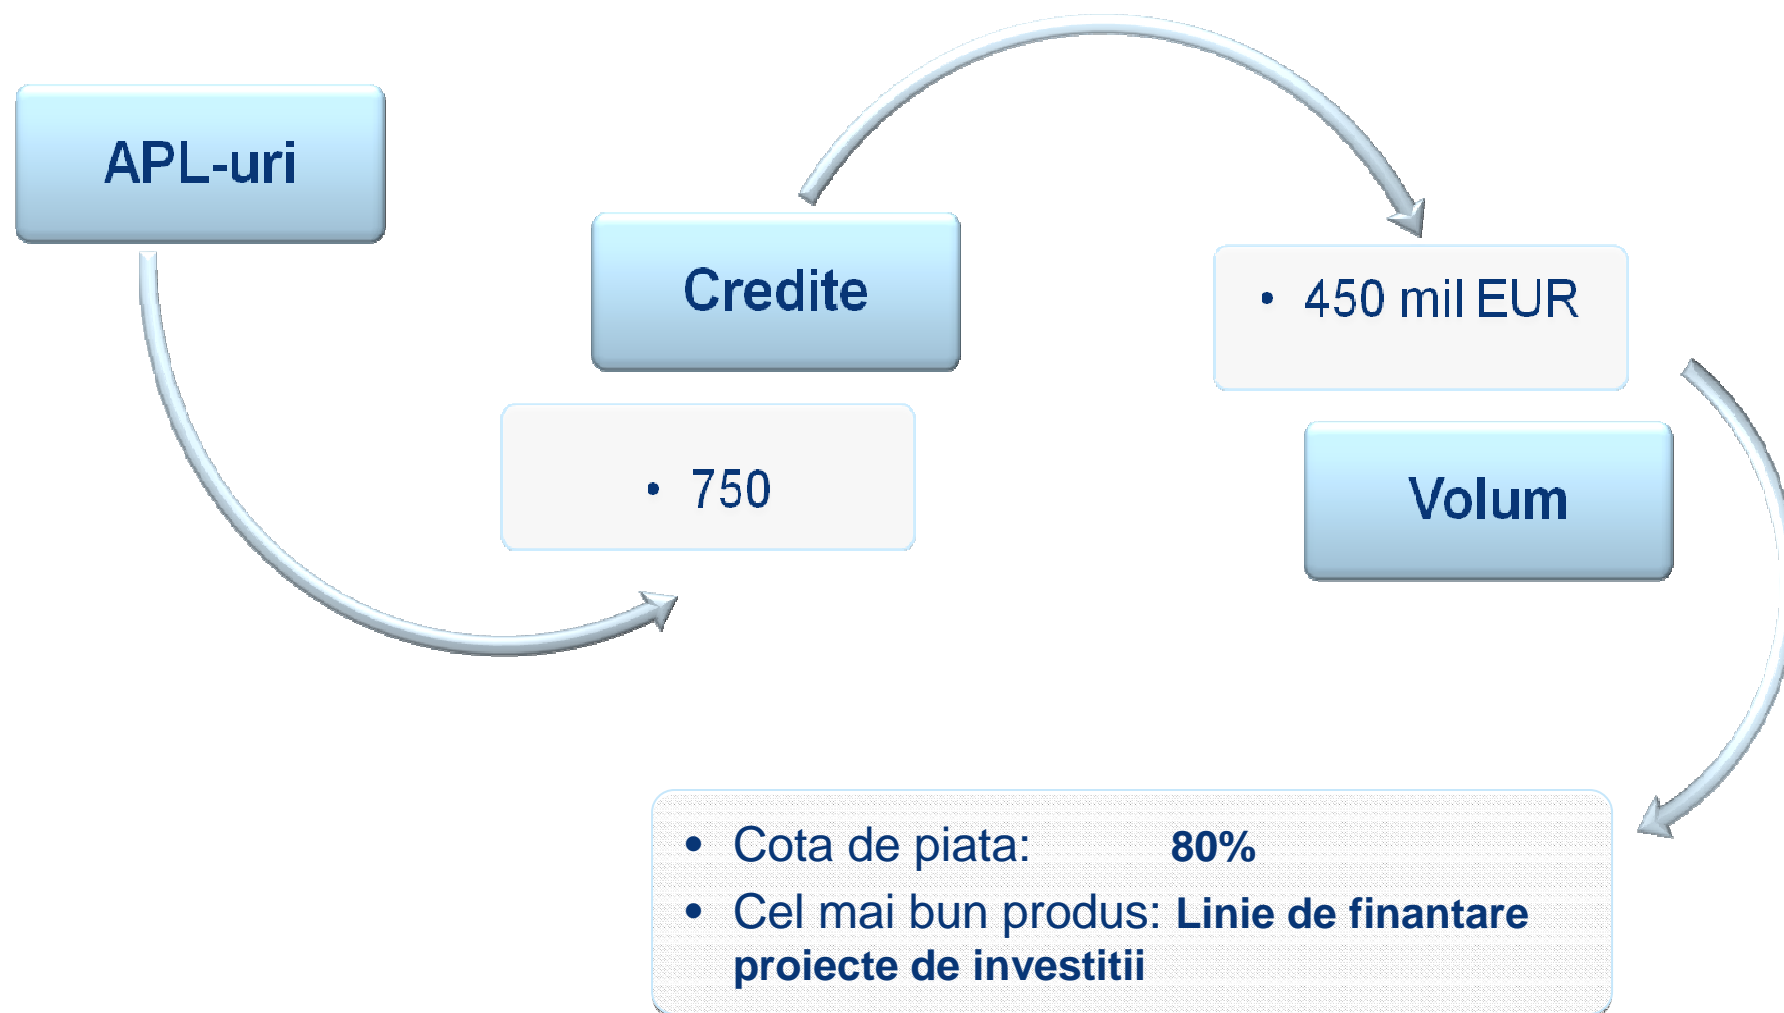 APL-uri
Credite
• 750
• 450 mil EUR
Volum
• Cota de piata: 80%
• Cel mai bun produs: Linie de finantare
proiecte de investitii